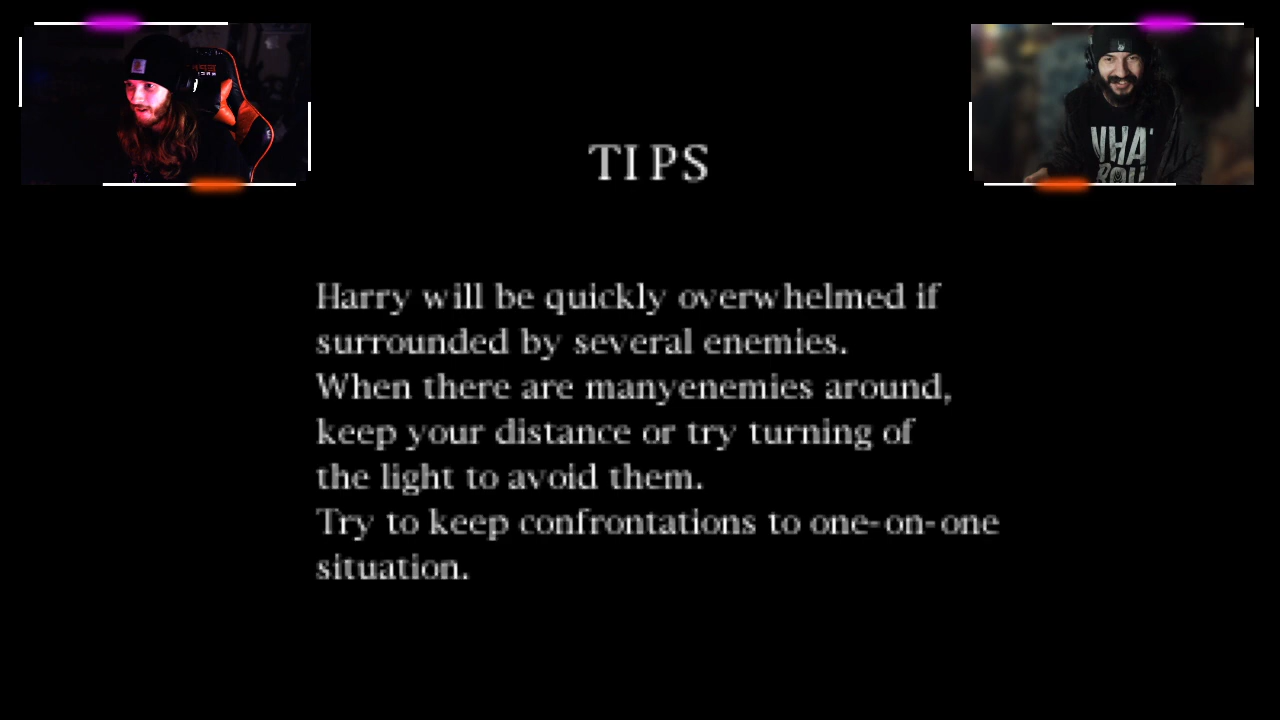 TIPS
Harry will be quickly overwhelmed if
surrounded by several enemies.
When there are manyenemies around,
keep your distance or try turning of
the light to avoid them.
Try to keep confrontations to one-on-one
situation.